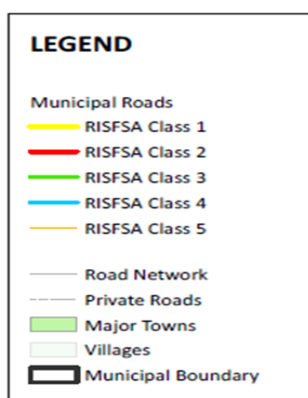 LEGEND
Municipal Roads
RISFSA Class 1
RISFSA Class 2
RISFSA Class 3
RISFSA Class 4
RISFSA Class 5
Road Network
Private Roads
Major Towns
Villages
Municipal Boundary